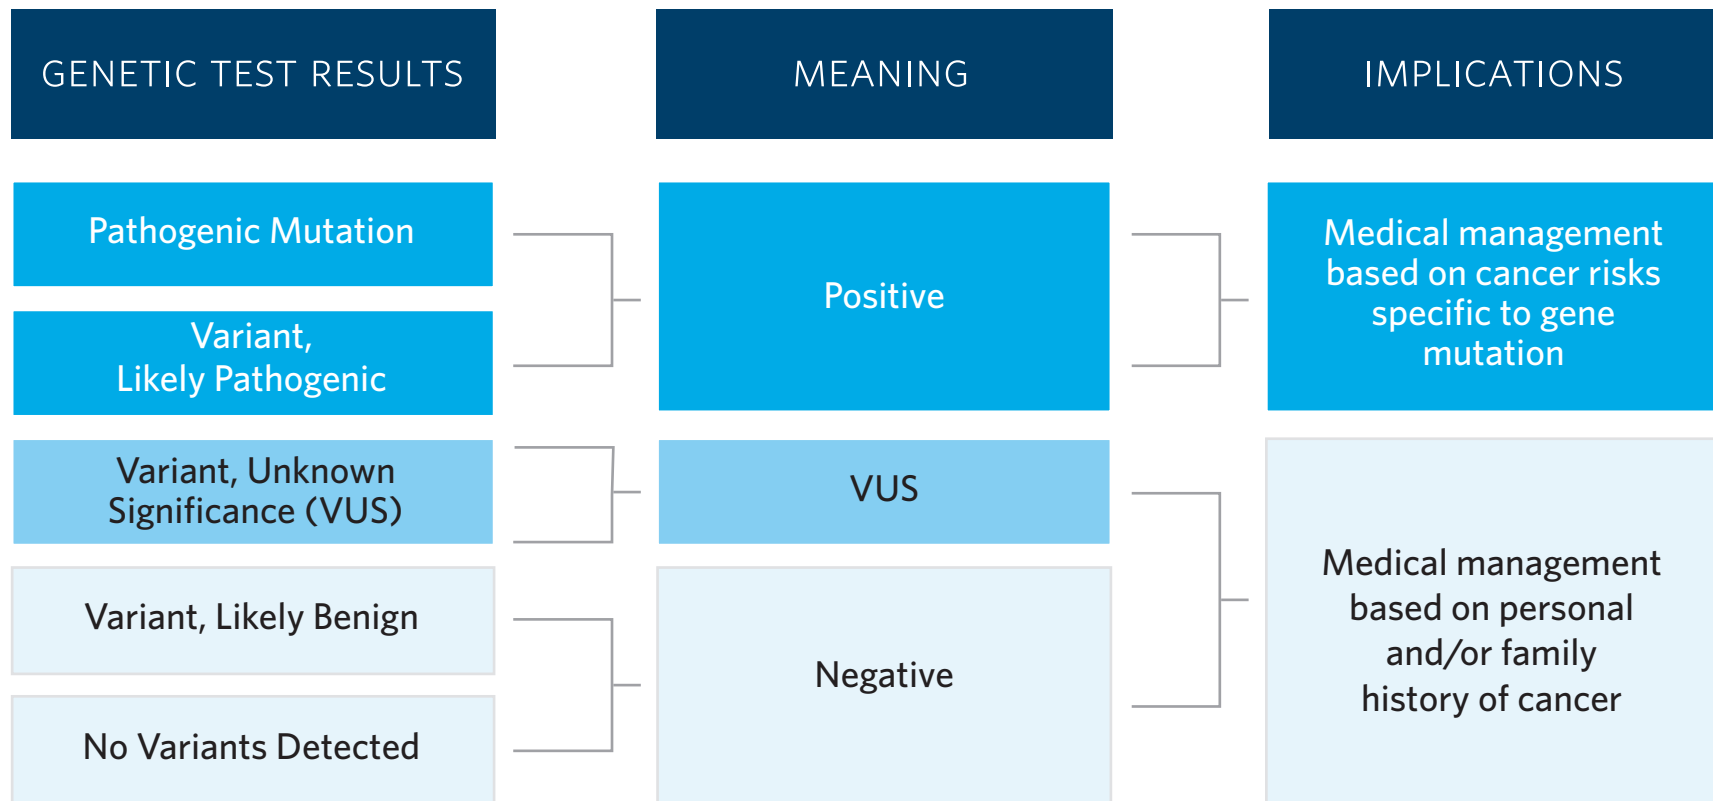 GENETIC TEST RESULTS
MEANING
IMPLICATIONS
Pathogenic Mutation
Variant,
Likely Pathogenic
Positive
Medical management
based on cancer risks
specific to gene
mutation
Variant, Unknown
Significance (VUS)
VUS
Variant, Likely Benign
No Variants Detected
Negative
Medical management
based on personal
and/or family
history of cancer